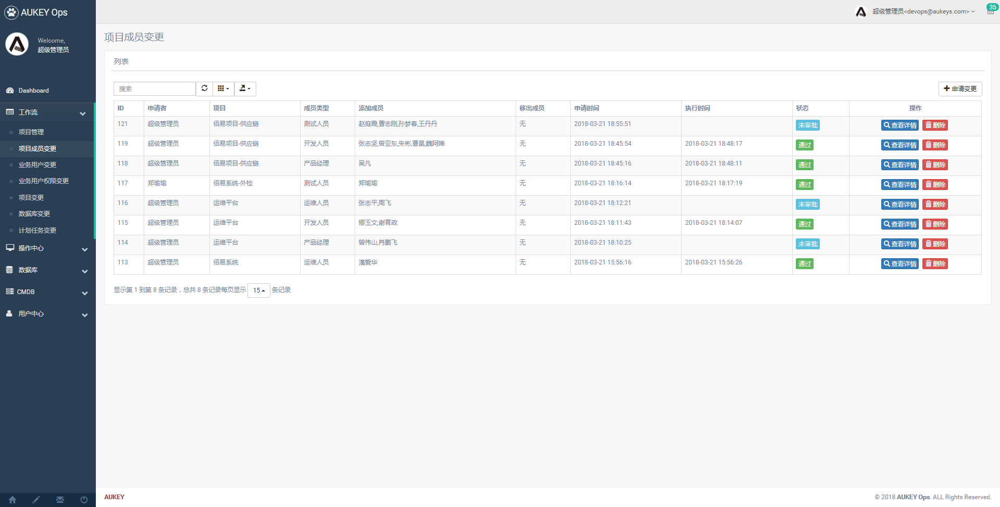 AUKEY Ops
超级管理员<devops@aukeys.com>
35
Welcome,
超级管理员
Dashboard
工作流
项目管理
项目成员变更
业务用户变更
业务用户权限变更
项目变更
数据库变更
计划任务变更
操作中心
数据库
CMDB
用户中心
项目成员变更
列表
搜索
申请变更
ID 申请者 项目 成员类型 添加成员 移出成员 申请时间 执行时间 状态 操作
121 超级管理员 佰易项目-供应链 测试人员 赵庭霞,曹志刚,孙梦春,王丹丹 无 2018-03-21 18:55:51 未审批 查看详情 删除
119 超级管理员 佰易项目-供应链 开发人员 张志坚,曾亚东,朱彬,曹昊,魏阿娣 无 2018-03-21 18:45:54 2018-03-21 18:48:17 通过 查看详情 删除
118 超级管理员 佰易项目-供应链 产品经理 吴凡 无 2018-03-21 18:45:16 2018-03-21 18:48:11 通过 查看详情 删除
117 郑瑜瑜 佰易系统-外检 测试人员 郑瑜瑜 无 2018-03-21 18:16:14 2018-03-21 18:17:19 通过 查看详情 删除
116 超级管理员 运维平台 运维人员 张志平,周飞 无 2018-03-21 18:12:21 未审批 查看详情 删除
115 超级管理员 运维平台 开发人员 卿玉文,谢育政 无 2018-03-21 18:11:43 2018-03-21 18:14:07 通过 查看详情 删除
114 超级管理员 运维平台 产品经理 曾伟山,肖鹏飞 无 2018-03-21 18:10:25 未审批 查看详情 删除
113 超级管理员 佰易系统 运维人员 潘爱华 无 2018-03-21 15:56:16 2018-03-21 15:56:26 通过 查看详情 删除
显示第 1 到第 8 条记录，总共 8 条记录每页显示 15 条记录
AUKEY
© 2018 AUKEY Ops. ALL Rights Reserved.